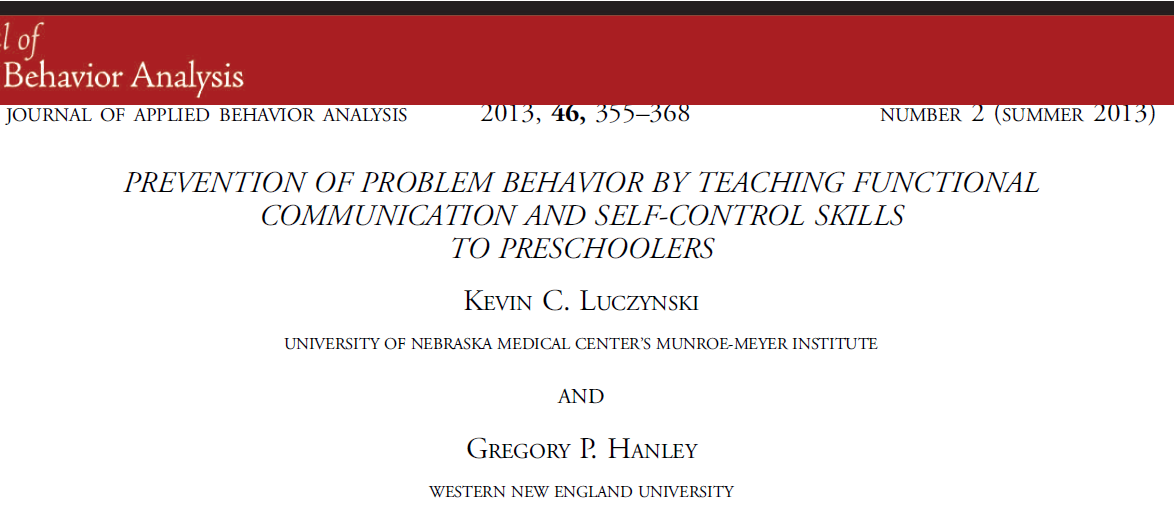 l of
Behavior Analysis
JOURNAL OF APPLIED BEHAVIOR ANALYSIS 2013, 46, 355–368 NUMBER 2 (SUMMER 2013)
PREVENTION OF PROBLEM BEHAVIOR BY TEACHING FUNCTIONAL
COMMUNICATION AND SELF-CONTROL SKILLS
TO PRESCHOOLERS
KEVIN C. LUCZYNSKI
UNIVERSITY OF NEBRASKA MEDICAL CENTER'S MUNROE-MEYER INSTITUTE
AND
GREGORY P. HANLEY
WESTERN NEW ENGLAND UNIVERSITY